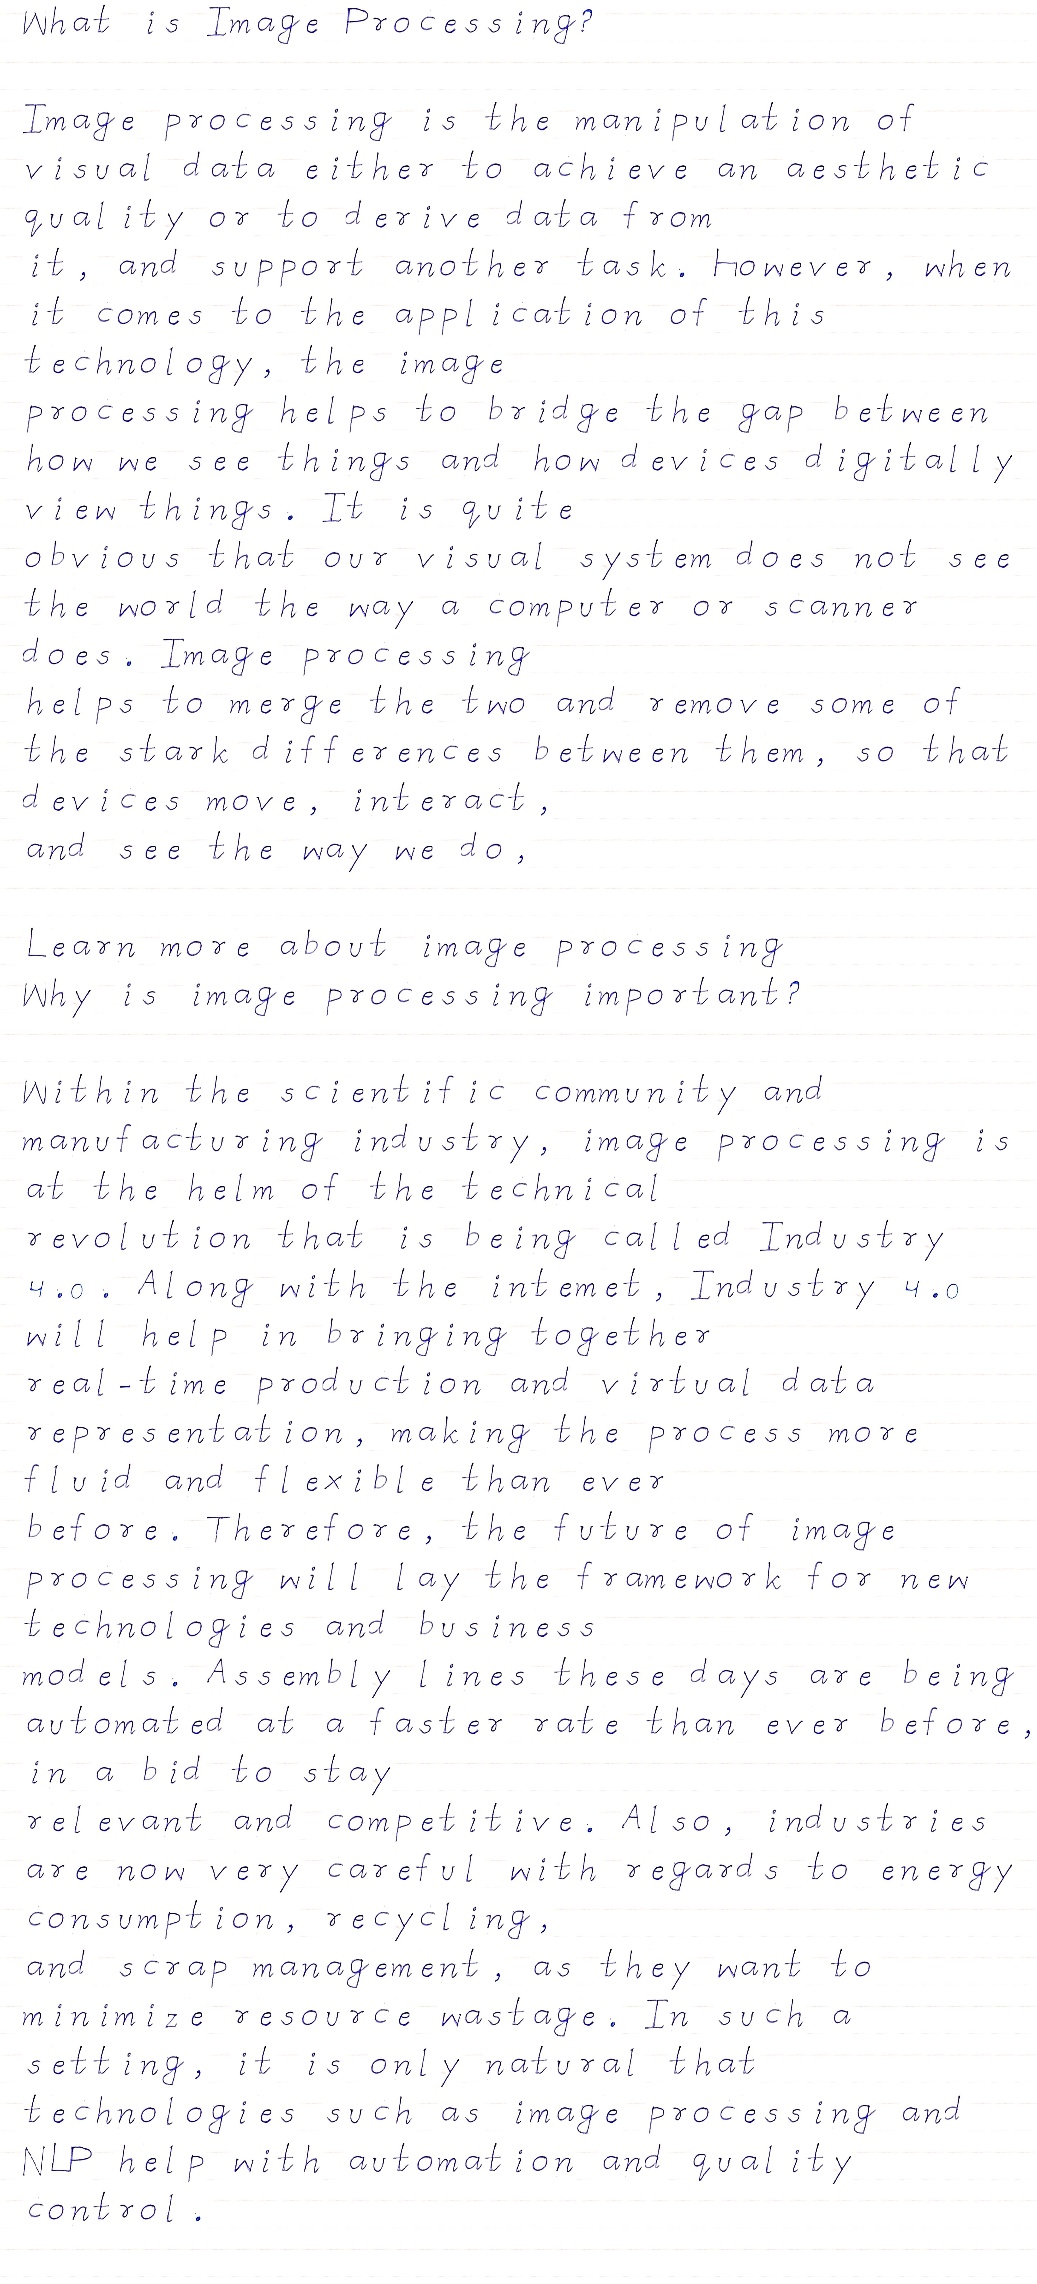 What is Image Processing?
Image processing is the manipulation of
visual data either to achieve an aesthetic
quality or to derive data from
it, and support another task. However, when
it comes to the application of this
technology, the image
processing helps to bridge the gap between
how we see things and how devices digitally
view things. It is quite
obvious that our visual system does not see
the world the way a computer or scanner
does. Image processing
helps to merge the two and remove some of
the stark differences between them, so that
devices move, interact,
and see the way we do,
Learn more about image processing
Why is image processing important?
Within the scientific community and
manufacturing industry, image processing is
at the helm of the technical
revolution that is being called Industry
4.0. Along with the intemet, Industry 4.0
will help in bringing together
real-time production and virtual data
representation, making the process more
fluid and flexible than ever
before. Therefore, the future of image
processing will lay the framework for new
technologies and business
models. Assembly lines these days are being
automated at a faster rate than ever before,
in a bid to stay
relevant and competitive. Also, industries
are now very careful with regards to energy
consumption, recycling,
and scrap management, as they want to
minimize resource wastage. In such a
setting, it is only natural that
technologies such as image processing and
NLP help with automation and quality
control.